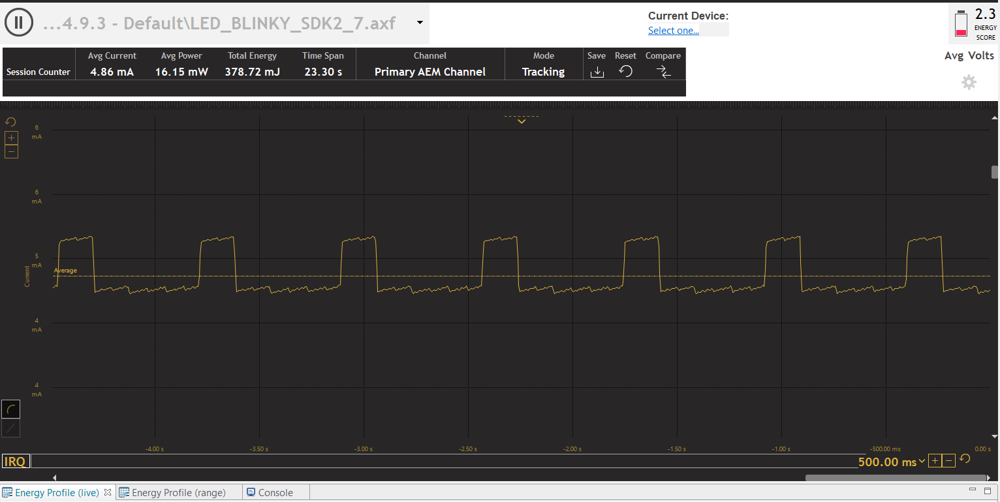 ...4.9.3 - Default\LED_BLINKY_SDK2_7.axf
Current Device:
Select one...
2.3
ENERGY
SCORE
Avg Volts
Session Counter
Avg Current
4.86 mA
Avg Power
16.15 mW
Total Energy
378.72 mJ
Time Span
23.30 s
Channel
Primary AEM Channel
Mode
Tracking
Save
Reset
Compare
6
mA
6
mA
5
mA
4
mA
4
mA
Current
Average
-4.00 s
-3.50 s
-3.00 s
-2.50 s
-2.00 s
-1.50 s
-1.00 s
-500.00 ms
0.00 s
IRQ
500.00 ms
Energy Profile (live)
Energy Profile (range)
Console